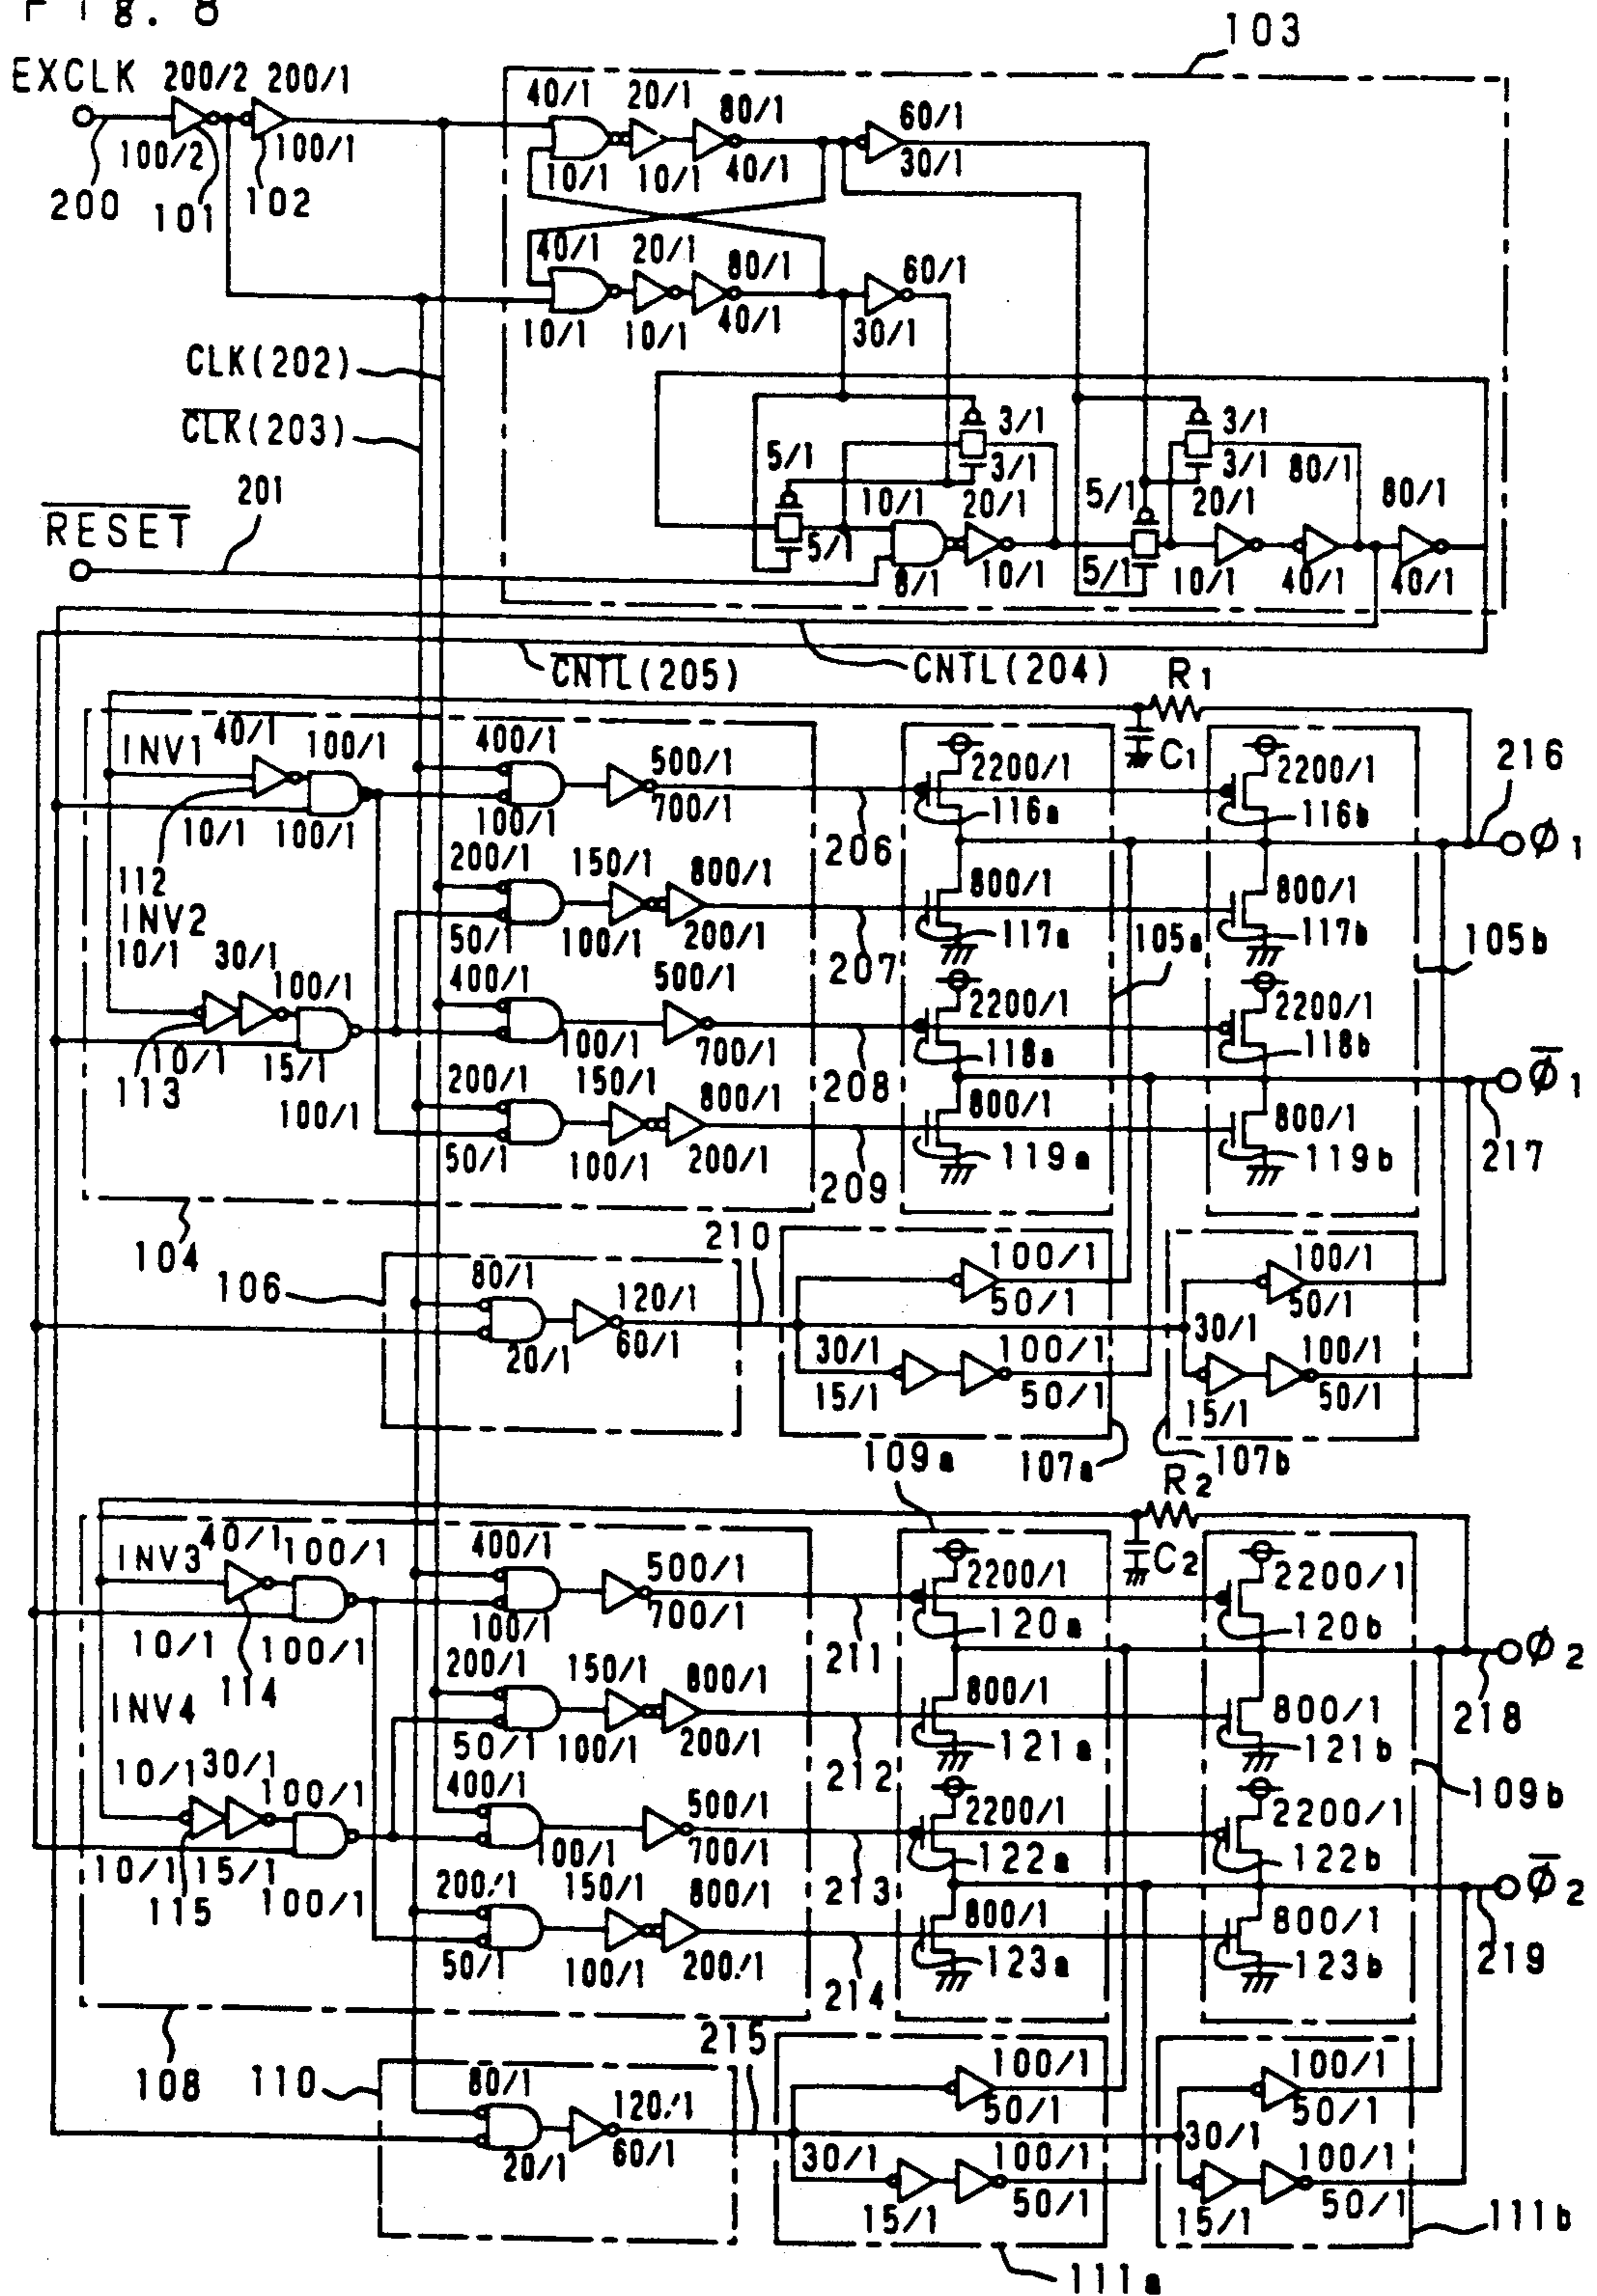 Fig. 8
103
EXCLK 200/2 200/1
100/2 100/1
200 101 102
40/1 20/1 80/1 60/1
10/1 10/1 40/1 30/1
40/1 20/1 80/1 60/1
10/1 10/1 40/1 30/1
CLK(202)
C̅L̅K̅(203)
3/1 3/1
5/1 3/1 3/1 80/1
10/1 20/1 5/1 20/1 80/1
201
R̅E̅S̅E̅T̅
5/1 8/1 10/1 5/1 10/1 40/1 40/1
C̅N̅T̅L̅(205) CNTL(204) R1
INV1 40/1 100/1 400/1 500/1 2200/1 C1 2200/1 216
10/1 100/1 100/1 700/1 116a 116b
206 ϕ1
112 200/1 150/1 800/1 800/1 800/1
INV2 50/1 100/1 200/1 117a 105a 117b 105b
207
10/1 30/1 100/1 400/1 500/1 2200/1 2200/1
100/1 700/1 118a 118b
113 10/1 15/1 208 ϕ̅1
100/1 200/1 150/1 800/1 800/1 800/1
50/1 100/1 200/1 119a 119b 217
209
104 210
106 80/1 120/1 100/1 100/1
20/1 60/1 50/1 50/1
30/1 100/1 30/1 100/1
15/1 50/1 15/1 50/1
109a 107a 107b
R2
INV3 40/1 100/1 400/1 500/1 2200/1 C2 2200/1
10/1 100/1 100/1 700/1 120a 120b
211 ϕ2
114 200/1 150/1 800/1 800/1 800/1 218
INV4 50/1 100/1 200/1 121a 121b
212
10/1 30/1 100/1 400/1 500/1 2200/1 2200/1 109b
100/1 700/1 122a 122b
10/1 15/1 213 ϕ̅2
115 100/1 200/1 150/1 800/1 800/1 800/1
50/1 100/1 200/1 123a 123b 219
214
215
108 110 80/1 120/1 100/1 100/1
20/1 60/1 50/1 50/1
30/1 100/1 30/1 100/1
15/1 50/1 15/1 50/1
111b
111a